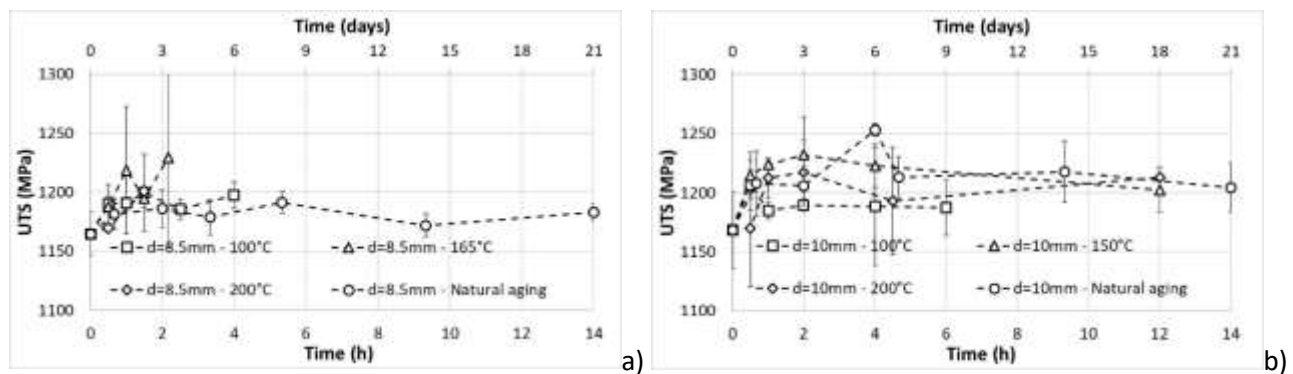 Time (days)
0 3 6 9 12 15 18 21
1300
1250
1200
1150
1100
UTS (MPa)
d=8.5mm - 100°C
d=8.5mm - 165°C
d=8.5mm - 200°C
d=8.5mm - Natural aging
0 2 4 6 8 10 12 14
Time (h)
a)
Time (days)
0 3 6 9 12 15 18 21
1300
1250
1200
1150
1100
UTS (MPa)
d=10mm - 100°C
d=10mm - 150°C
d=10mm - 200°C
d=10mm - Natural aging
0 2 4 6 8 10 12 14
Time (h)
b)